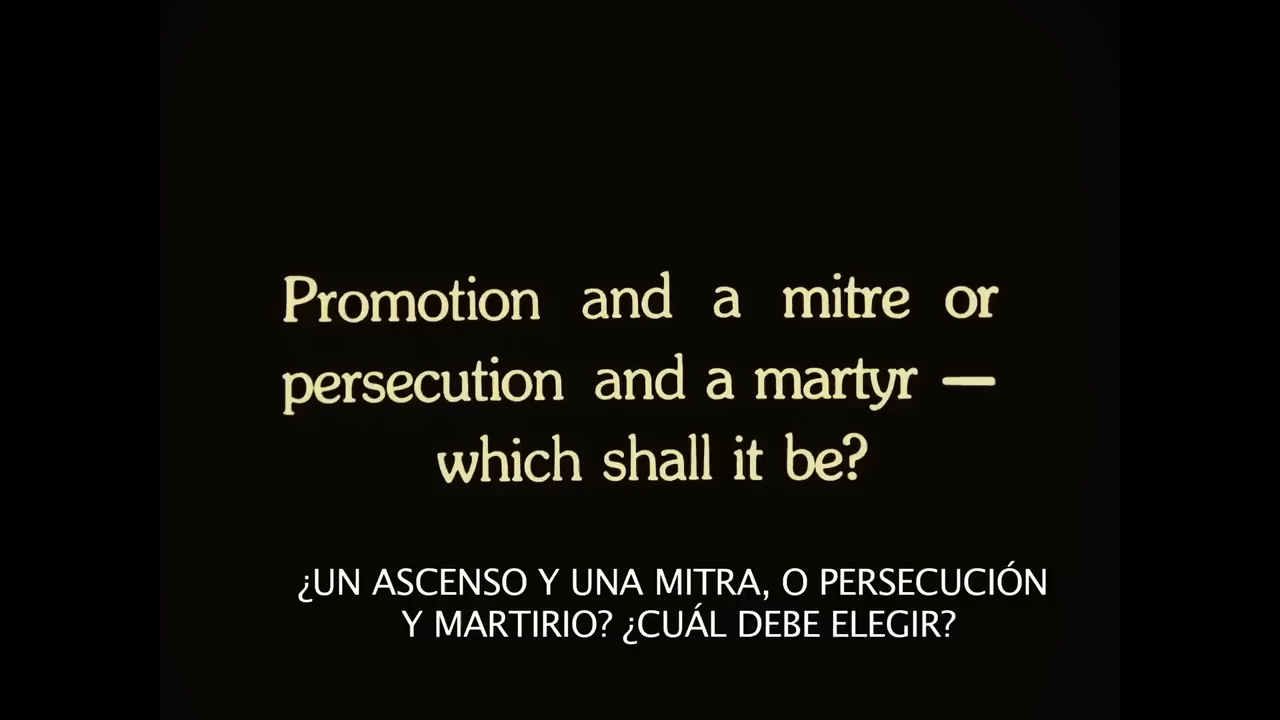 Promotion and a mitre or
persecution and a martyr —
which shall it be?
¿UN ASCENSO Y UNA MITRA, O PERSECUCIÓN
Y MARTIRIO? ¿CUÁL DEBE ELEGIR?